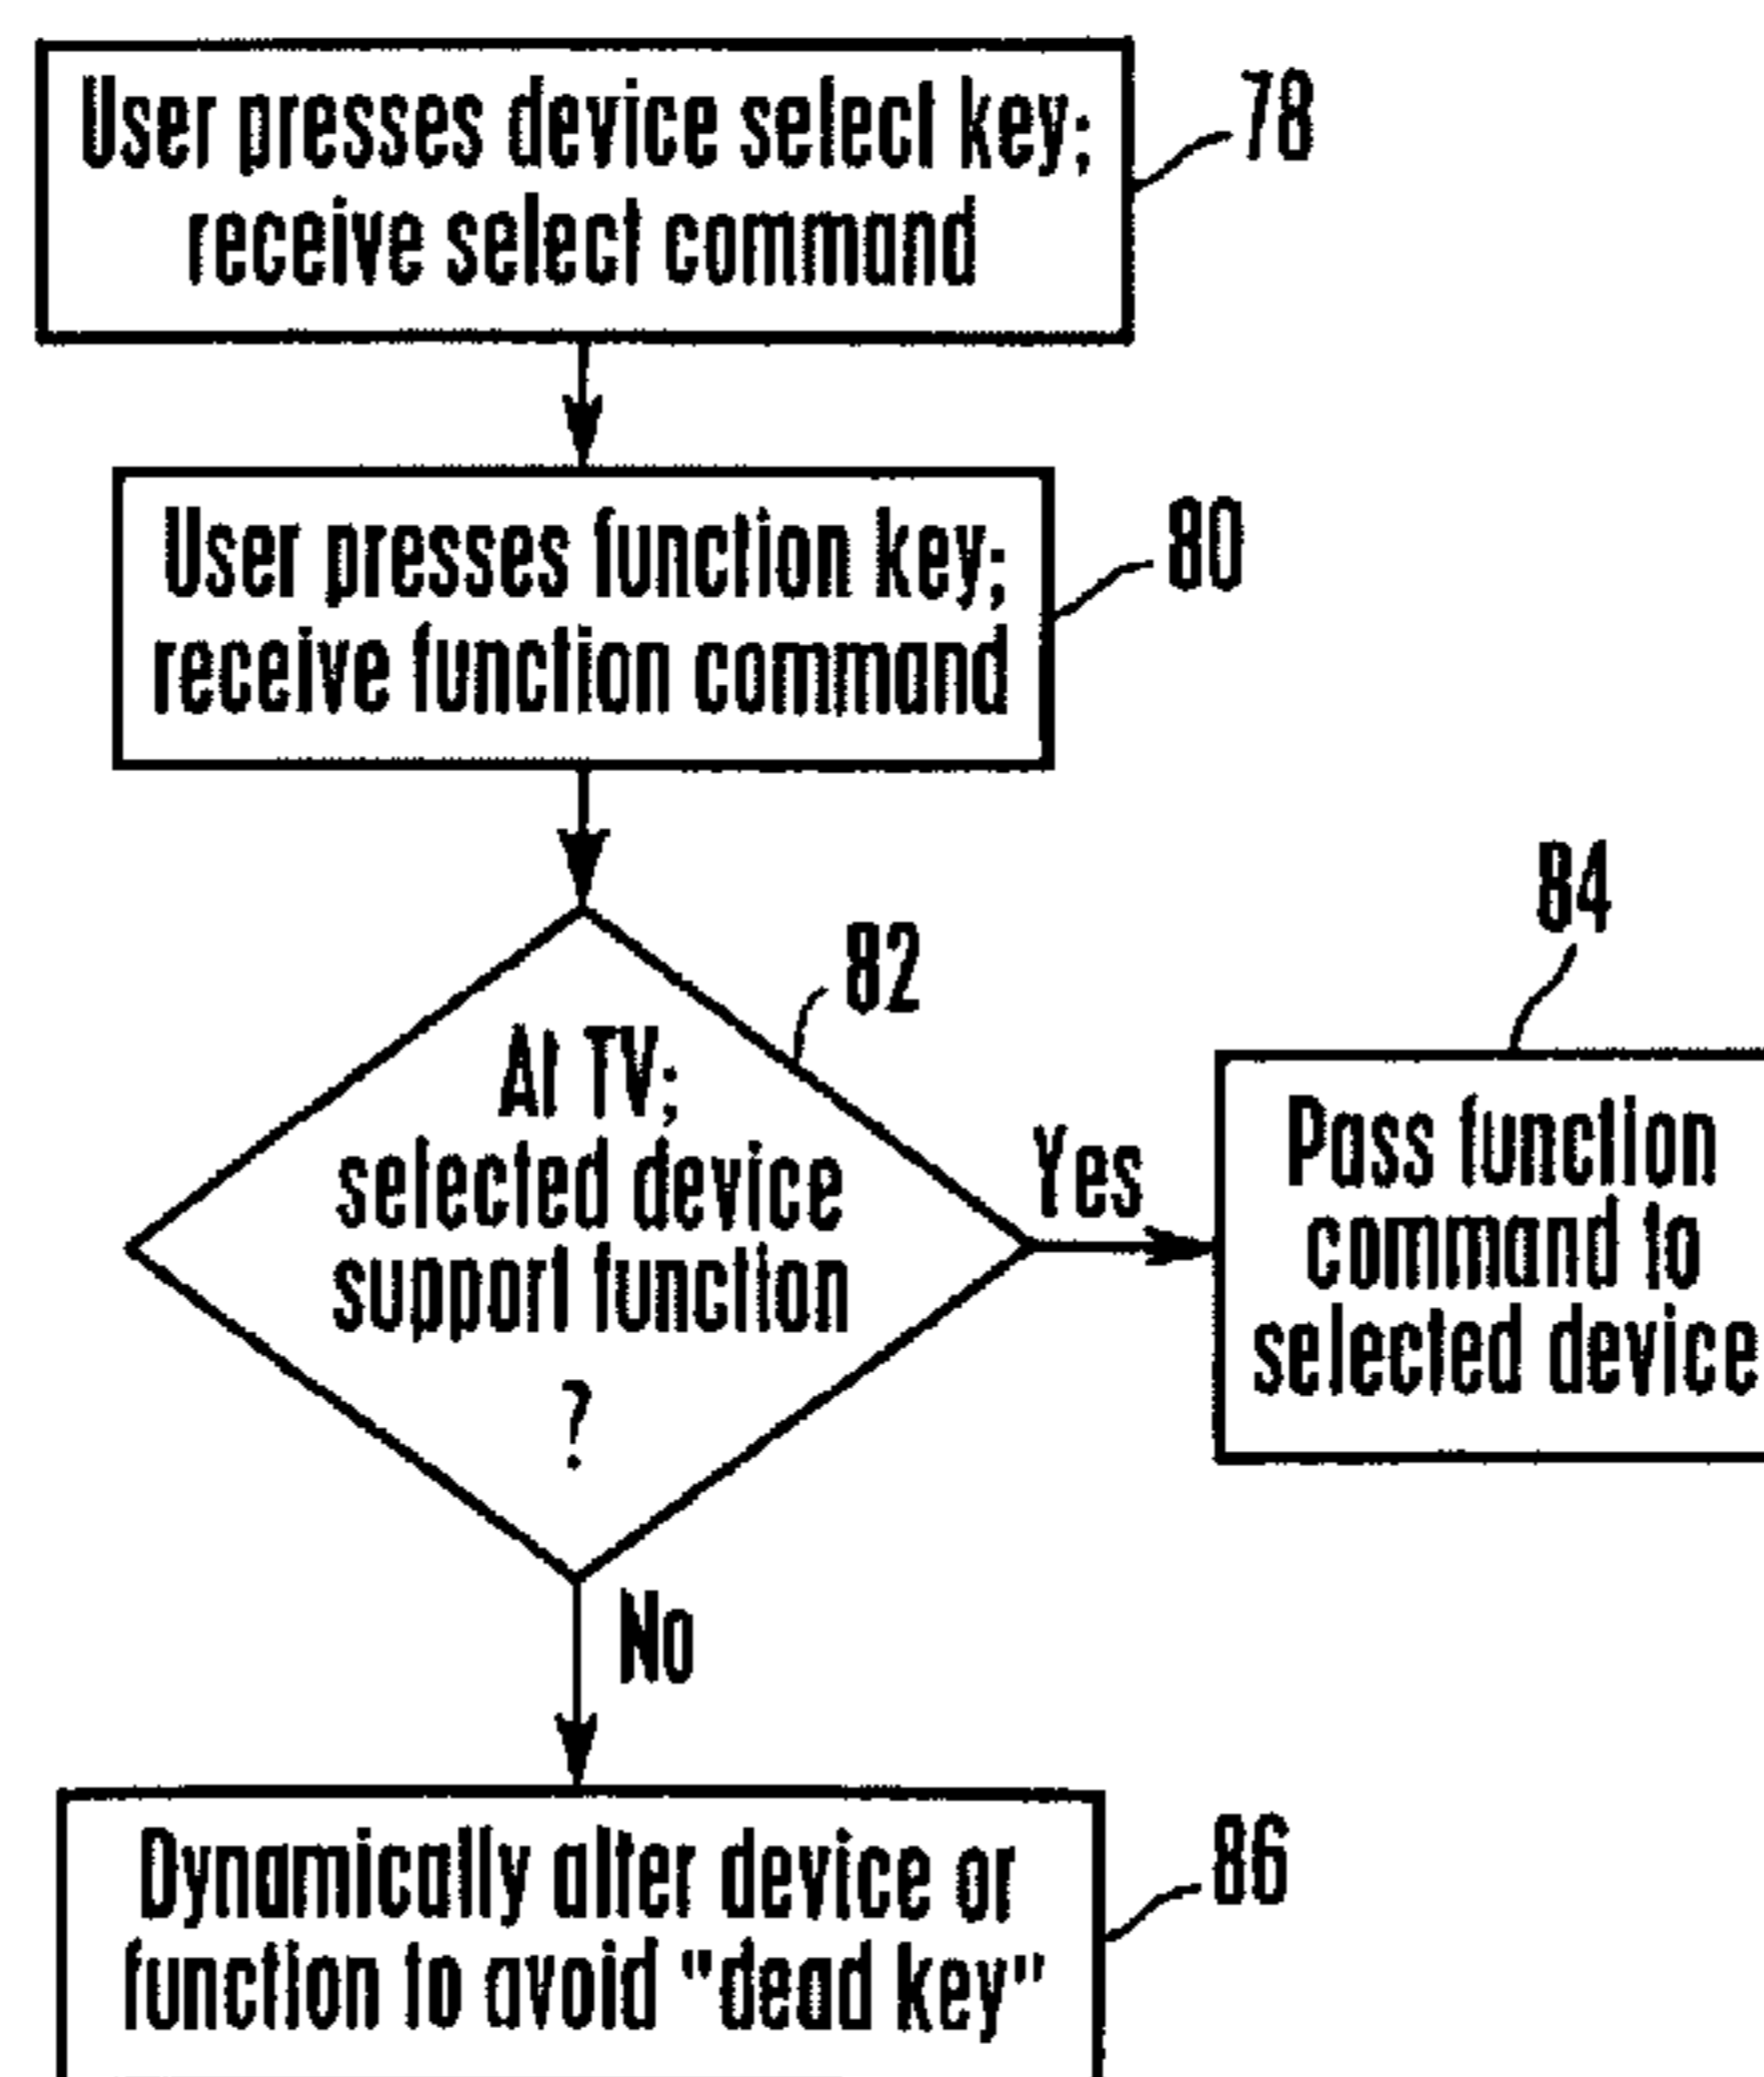 User presses device select key;
receive select command
78
User presses function key;
receive function command
80
At TV;
selected device
support function
?
82
Yes
84
Pass function
command to
selected device
No
Dynamically alter device or
function to avoid "dead key"
86